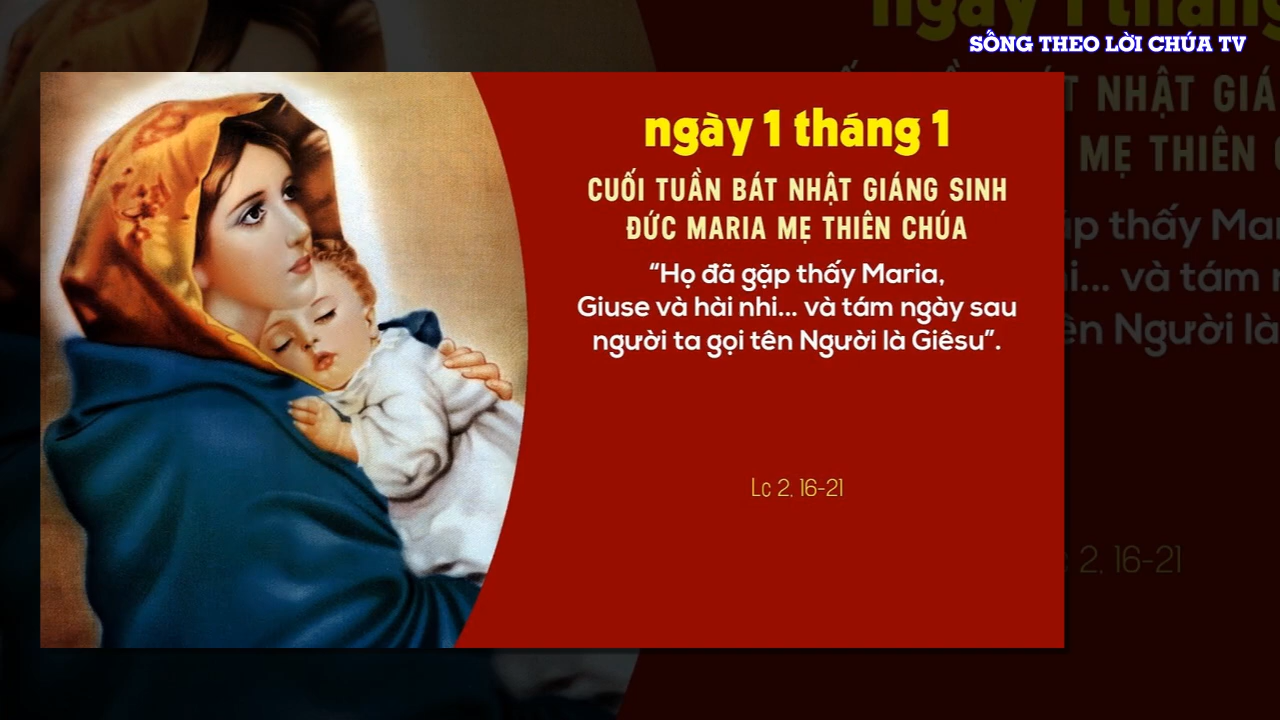 SỐNG THEO LỜI CHÚA TV
ngày 1 tháng 1
CUỐI TUẦN BÁT NHẬT GIÁNG SINH
ĐỨC MARIA MẸ THIÊN CHÚA
“Họ đã gặp thấy Maria,
Giuse và hài nhi... và tám ngày sau
người ta gọi tên Người là Giêsu”.
Lc 2, 16-21